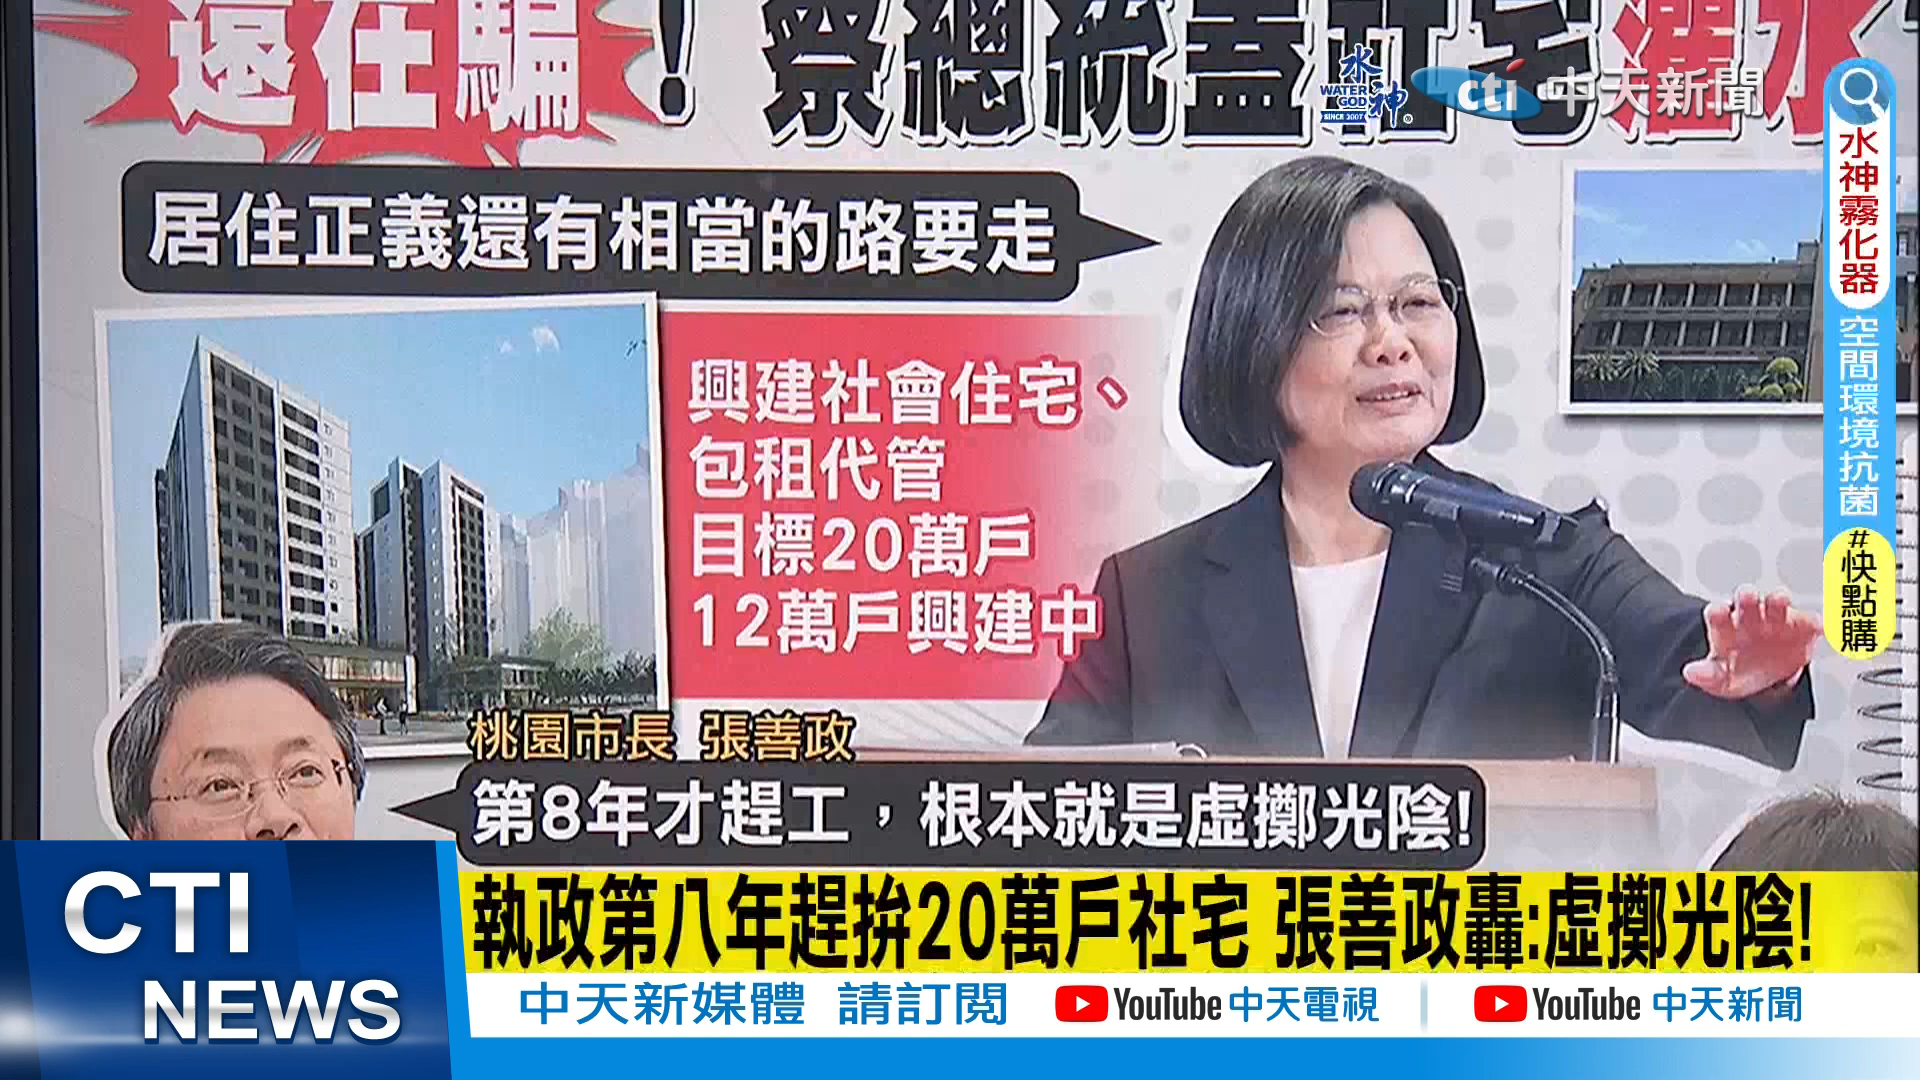 還在騙！蔡總統蓋社宅灌水
水神
WATER GOD
SINCE 2007
cti 中天新聞
居住正義還有相當的路要走
興建社會住宅、
包租代管
目標20萬戶
12萬戶興建中
桃園市長 張善政
第8年才趕工，根本就是虛擲光陰!
水神霧化器
空間環境抗菌
#快點購
執政第八年趕拚20萬戶社宅 張善政轟:虛擲光陰!
CTI
NEWS
中天新媒體 請訂閱 YouTube 中天電視 YouTube 中天新聞